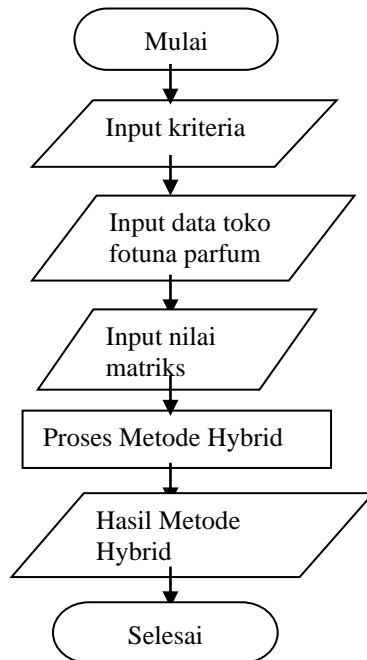 Mulai
Input kriteria
Input data toko
fotuna parfum
Input nilai
matriks
Proses Metode Hybrid
Hasil Metode
Hybrid
Selesai